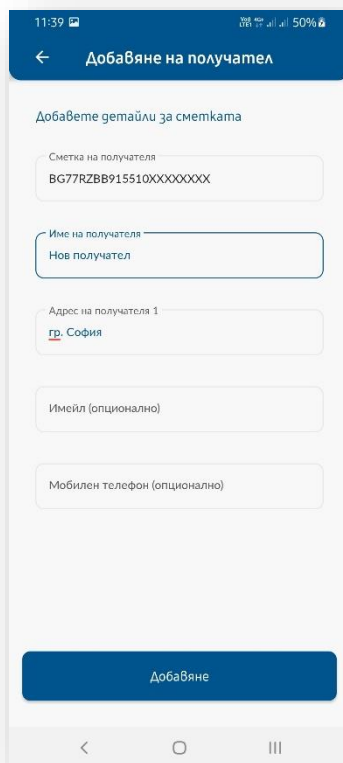 11:39
50%
Добавяне на получател
Добавете детайли за сметката
Сметка на получателя
BG77RZBB915510XXXXXXXX
Име на получателя
Нов получател
Адрес на получателя 1
гр. София
Имейл (опционално)
Мобилен телефон (опционално)
Добавяне